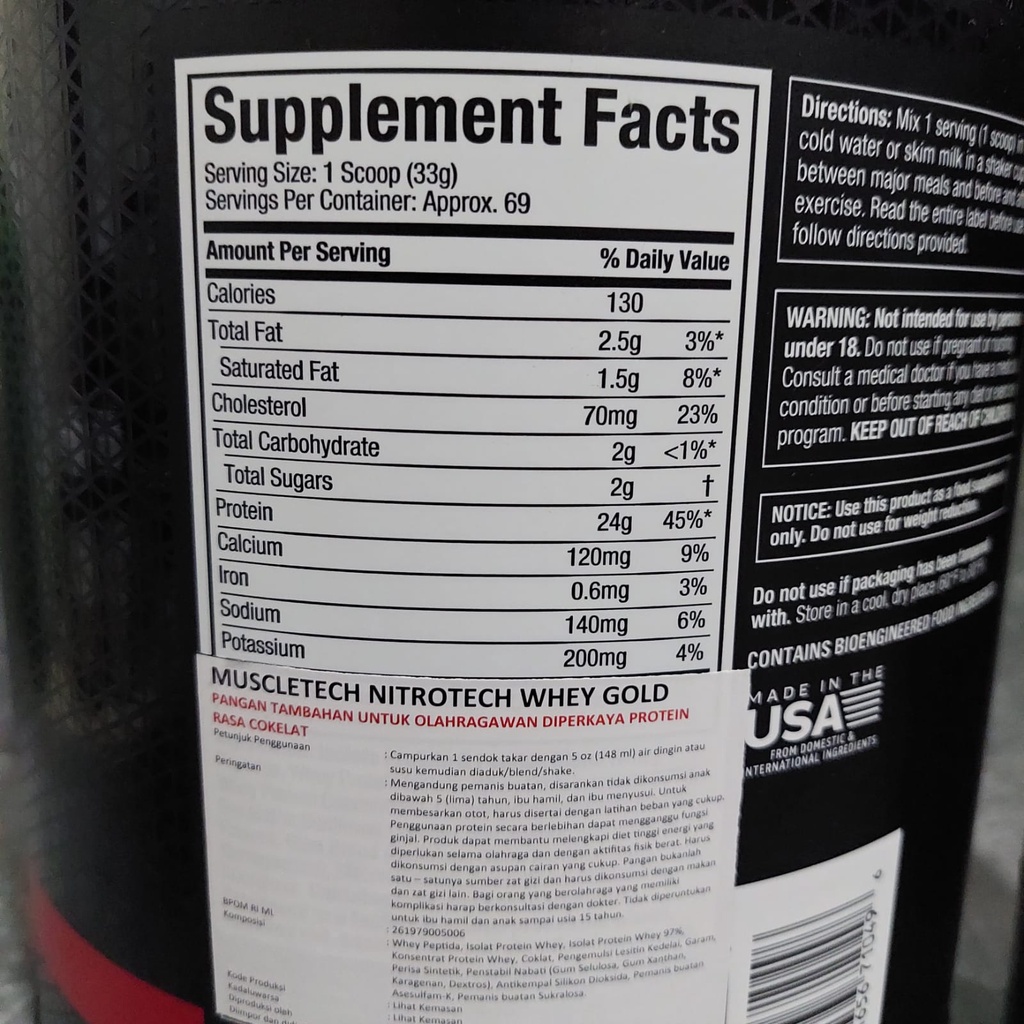 Supplement Facts
Serving Size: 1 Scoop (33g)
Servings Per Container: Approx. 69
Amount Per Serving % Daily Value
Calories 130
Total Fat 2.5g 3%*
Saturated Fat 1.5g 8%*
Cholesterol 70mg 23%
Total Carbohydrate 2g <1%*
Total Sugars 2g †
Protein 24g 45%*
Calcium 120mg 9%
Iron 0.6mg 3%
Sodium 140mg 6%
Potassium 200mg 4%
MUSCLETECH NITROTECH WHEY GOLD
PANGAN TAMBAHAN UNTUK OLAHRAGAWAN DIPERKAYA PROTEIN
RASA COKELAT
Petunjuk Penggunaan : Campurkan 1 sendok takar dengan 5 oz (148 ml) air dingin atau
susu kemudian diaduk/blend/shake.
Peringatan : Mengandung pemanis buatan, disarankan tidak dikonsumsi anak
dibawah 5 (lima) tahun, ibu hamil, dan ibu menyusui. Untuk
membesarkan otot, harus disertai dengan latihan beban yang cukup.
Penggunaan protein secara berlebihan dapat mengganggu fungsi
ginjal. Produk dapat membantu melengkapi diet tinggi energi yang
diperlukan selama olahraga dan dengan aktifitas fisik berat. Harus
dikonsumsi dengan asupan cairan yang cukup. Pangan bukanlah
satu – satunya sumber zat gizi dan harus dikonsumsi dengan makan
dan zat gizi lain. Bagi orang yang berolahraga yang memiliki
komplikasi harap berkonsultasi dengan dokter. Tidak diperuntukan
untuk ibu hamil dan anak sampai usia 15 tahun.
BPOM RI ML : 261979005006
Komposisi : Whey Peptida, Isolat Protein Whey, Isolat Protein Whey 97%,
Konsentrat Protein Whey, Coklat, Pengemulsi Lesitin Kedelai, Garam,
Perisa Sintetik, Penstabil Nabati (Gum Selulosa, Gum Xanthan,
Karagenan, Dextros), Antikempal Silikon Dioksida, Pemanis buatan
Asesulfam-K, Pemanis buatan Sukralosa
Kode Produksi : Lihat Kemasan
Kadaluwarsa : Lihat Kemasan
Diproduksi oleh
Diimpor dan
Directions: Mix 1 serving (1 scoop)
cold water or skim milk in a shaker
between major meals and before and
exercise. Read the entire label before
follow directions provided.
WARNING: Not intended for use by
under 18. Do not use if pregnant or nursing.
Consult a medical doctor if you have a
condition or before starting any diet or
program. KEEP OUT OF REACH OF
NOTICE: Use this product as a food
only. Do not use for weight reduction.
Do not use if packaging has been
with. Store in a cool, dry place
CONTAINS BIOENGINEERED FOOD
MADE IN THE
USA
FROM DOMESTIC &
INTERNATIONAL INGREDIENTS
656 71049 6